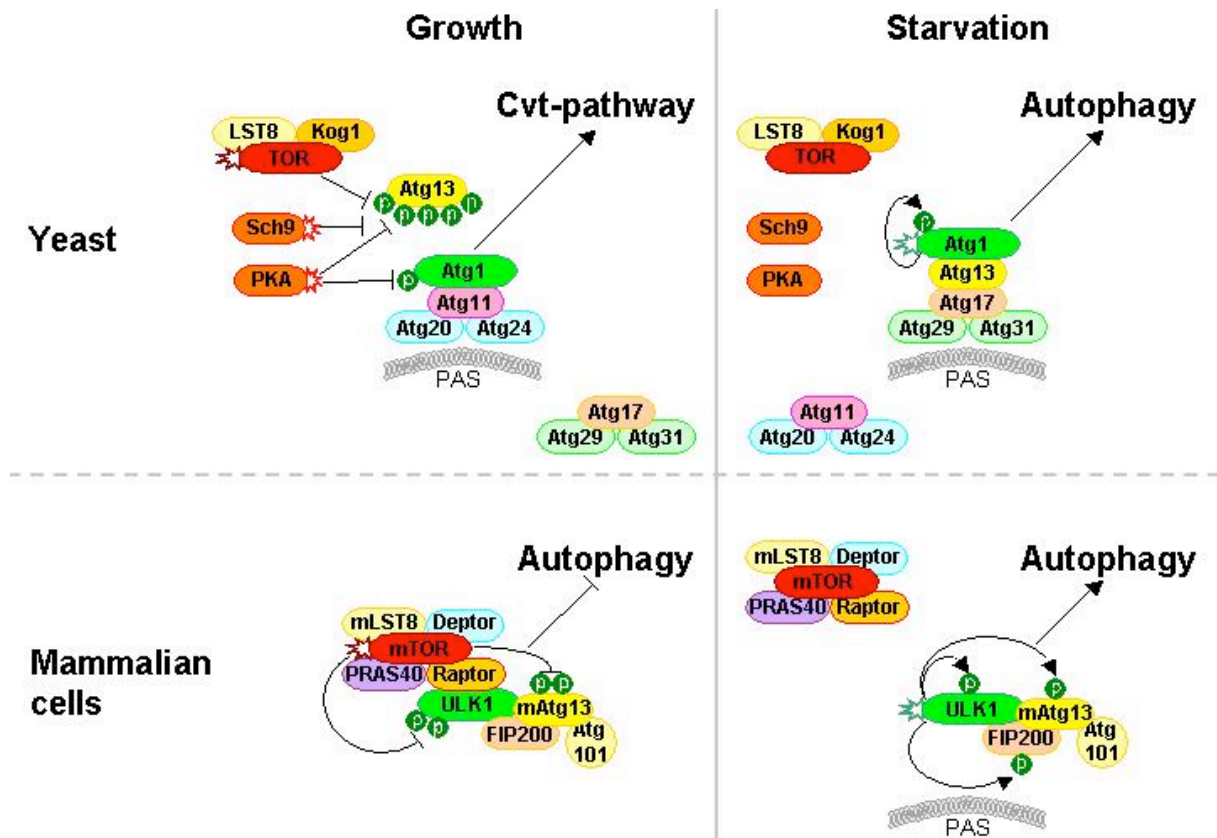 Growth
Starvation
Yeast
Cvt-pathway
LST8 Kog1
TOR
Atg13
p p p p p
Sch9
PKA
p Atg1
Atg11
Atg20 Atg24
PAS
Atg17
Atg29 Atg31
Autophagy
LST8 Kog1
TOR
Sch9
PKA
p
Atg1
Atg13
Atg17
Atg29 Atg31
PAS
Atg11
Atg20 Atg24
Mammalian
cells
Autophagy
mLST8 Deptor
mTOR
PRAS40 Raptor
p p
ULK1 mAtg13
p p
FIP200 Atg
101
Autophagy
mLST8 Deptor
mTOR
PRAS40 Raptor
p p
ULK1 mAtg13
FIP200 Atg
101
p
PAS